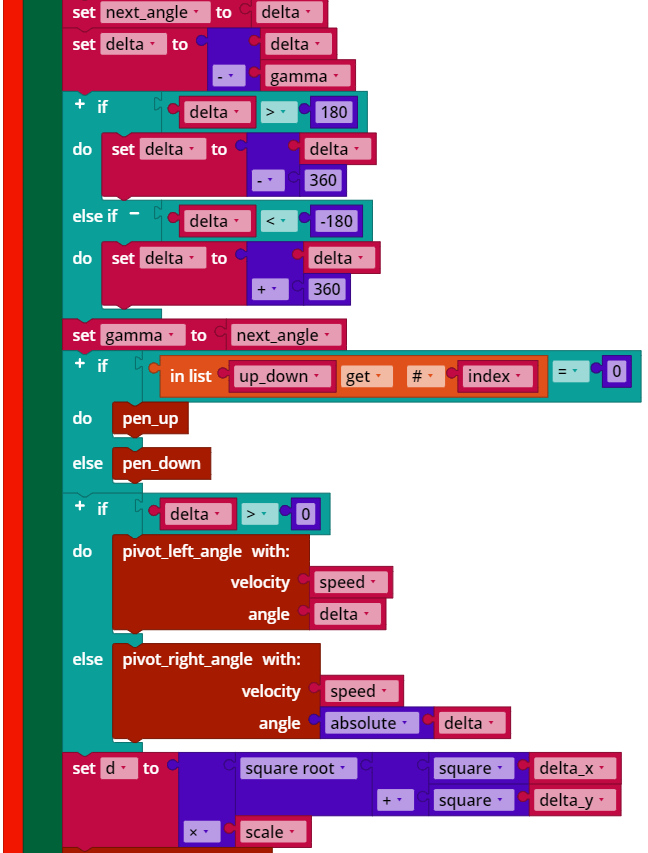 set next_angle to delta
set delta to delta
- gamma
+ if delta > 180
do set delta to delta
- 360
else if − delta < -180
do set delta to delta
+ 360
set gamma to next_angle
+ if in list up_down get # index = 0
do pen_up
else pen_down
+ if delta > 0
do pivot_left_angle with:
velocity speed
angle delta
else pivot_right_angle with:
velocity speed
angle absolute delta
set d to square root square delta_x
+ square delta_y
× scale